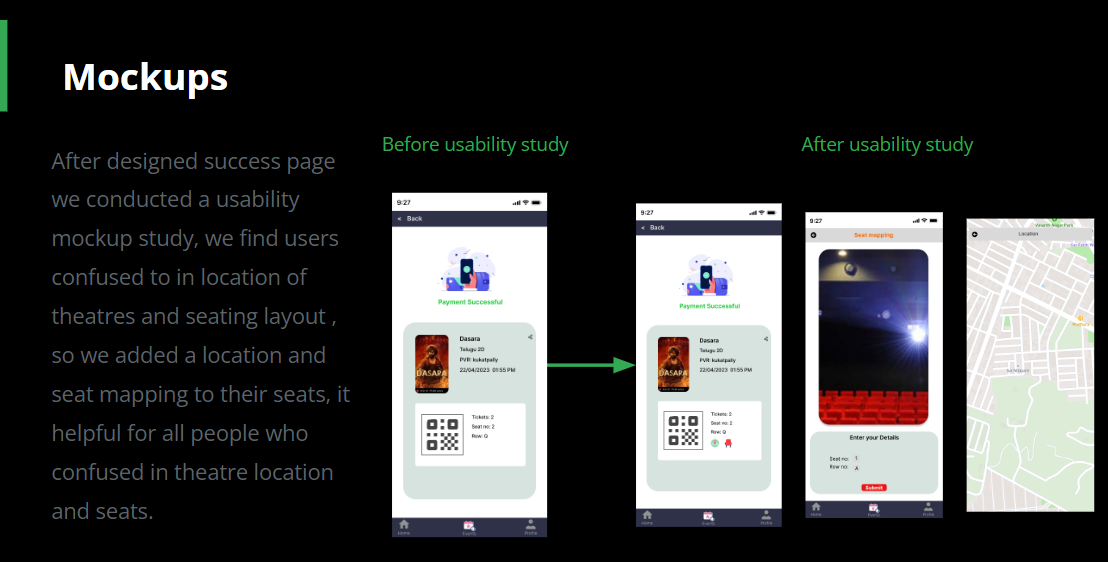 Mockups
After designed success page
we conducted a usability
mockup study, we find users
confused to in location of
theatres and seating layout ,
so we added a location and
seat mapping to their seats, it
helpful for all people who
confused in theatre location
and seats.
Before usability study
After usability study
9:27
< Back
Payment Successful
Dasara
Telugu 2D
PVR: kukatpally
22/04/2023 01:55 PM
DASARA
Tickets: 2
Seat no: 2
Row: Q
Home
Events
Profile
9:27
< Back
Payment Successful
Dasara
Telugu 2D
PVR: kukatpally
22/04/2023 01:55 PM
DASARA
Tickets: 2
Seat no: 2
Row: Q
Home
Events
Profile
9:27
Seat mapping
Enter your Details
Seat no: 1
Row no: A
Submit
Home
Events
Profile
Location